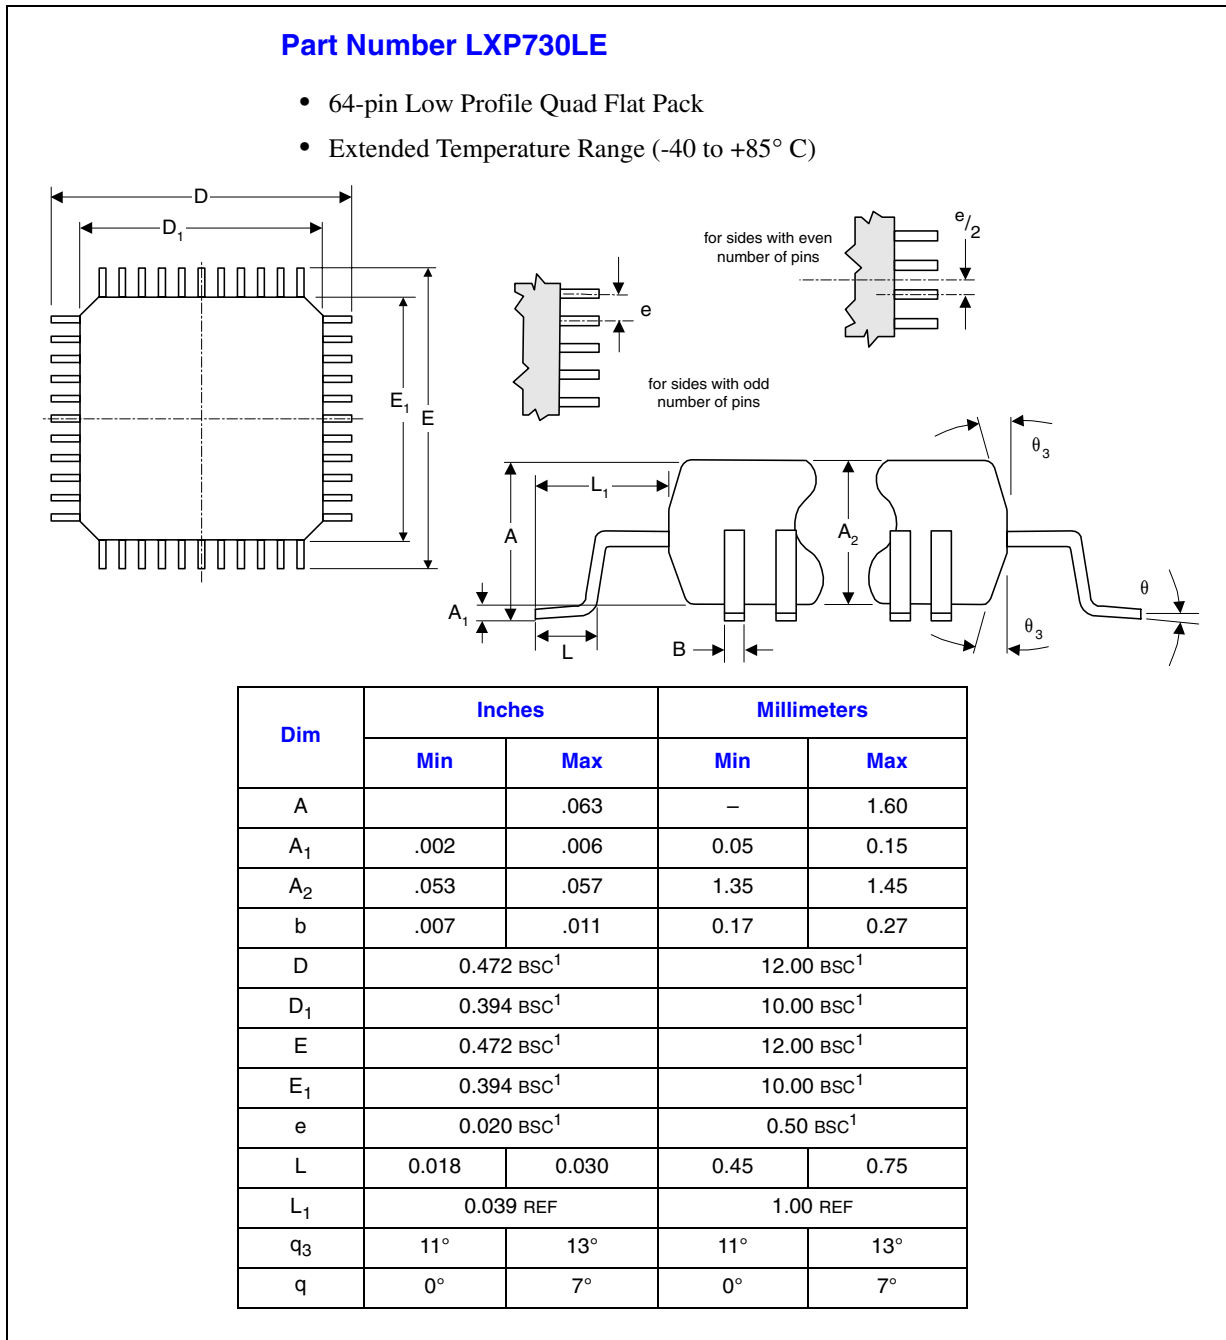 Part Number LXP730LE
• 64-pin Low Profile Quad Flat Pack
• Extended Temperature Range (-40 to +85° C)
D
D1
E1
E
for sides with even
number of pins
e/2
e
for sides with odd
number of pins
θ3
L1
A
A2
A1
L
B
θ
θ3
Dim Inches Millimeters
Min Max Min Max
A .063 – 1.60
A1 .002 .006 0.05 0.15
A2 .053 .057 1.35 1.45
b .007 .011 0.17 0.27
D 0.472 BSC1 12.00 BSC1
D1 0.394 BSC1 10.00 BSC1
E 0.472 BSC1 12.00 BSC1
E1 0.394 BSC1 10.00 BSC1
e 0.020 BSC1 0.50 BSC1
L 0.018 0.030 0.45 0.75
L1 0.039 REF 1.00 REF
q3 11° 13° 11° 13°
q 0° 7° 0° 7°